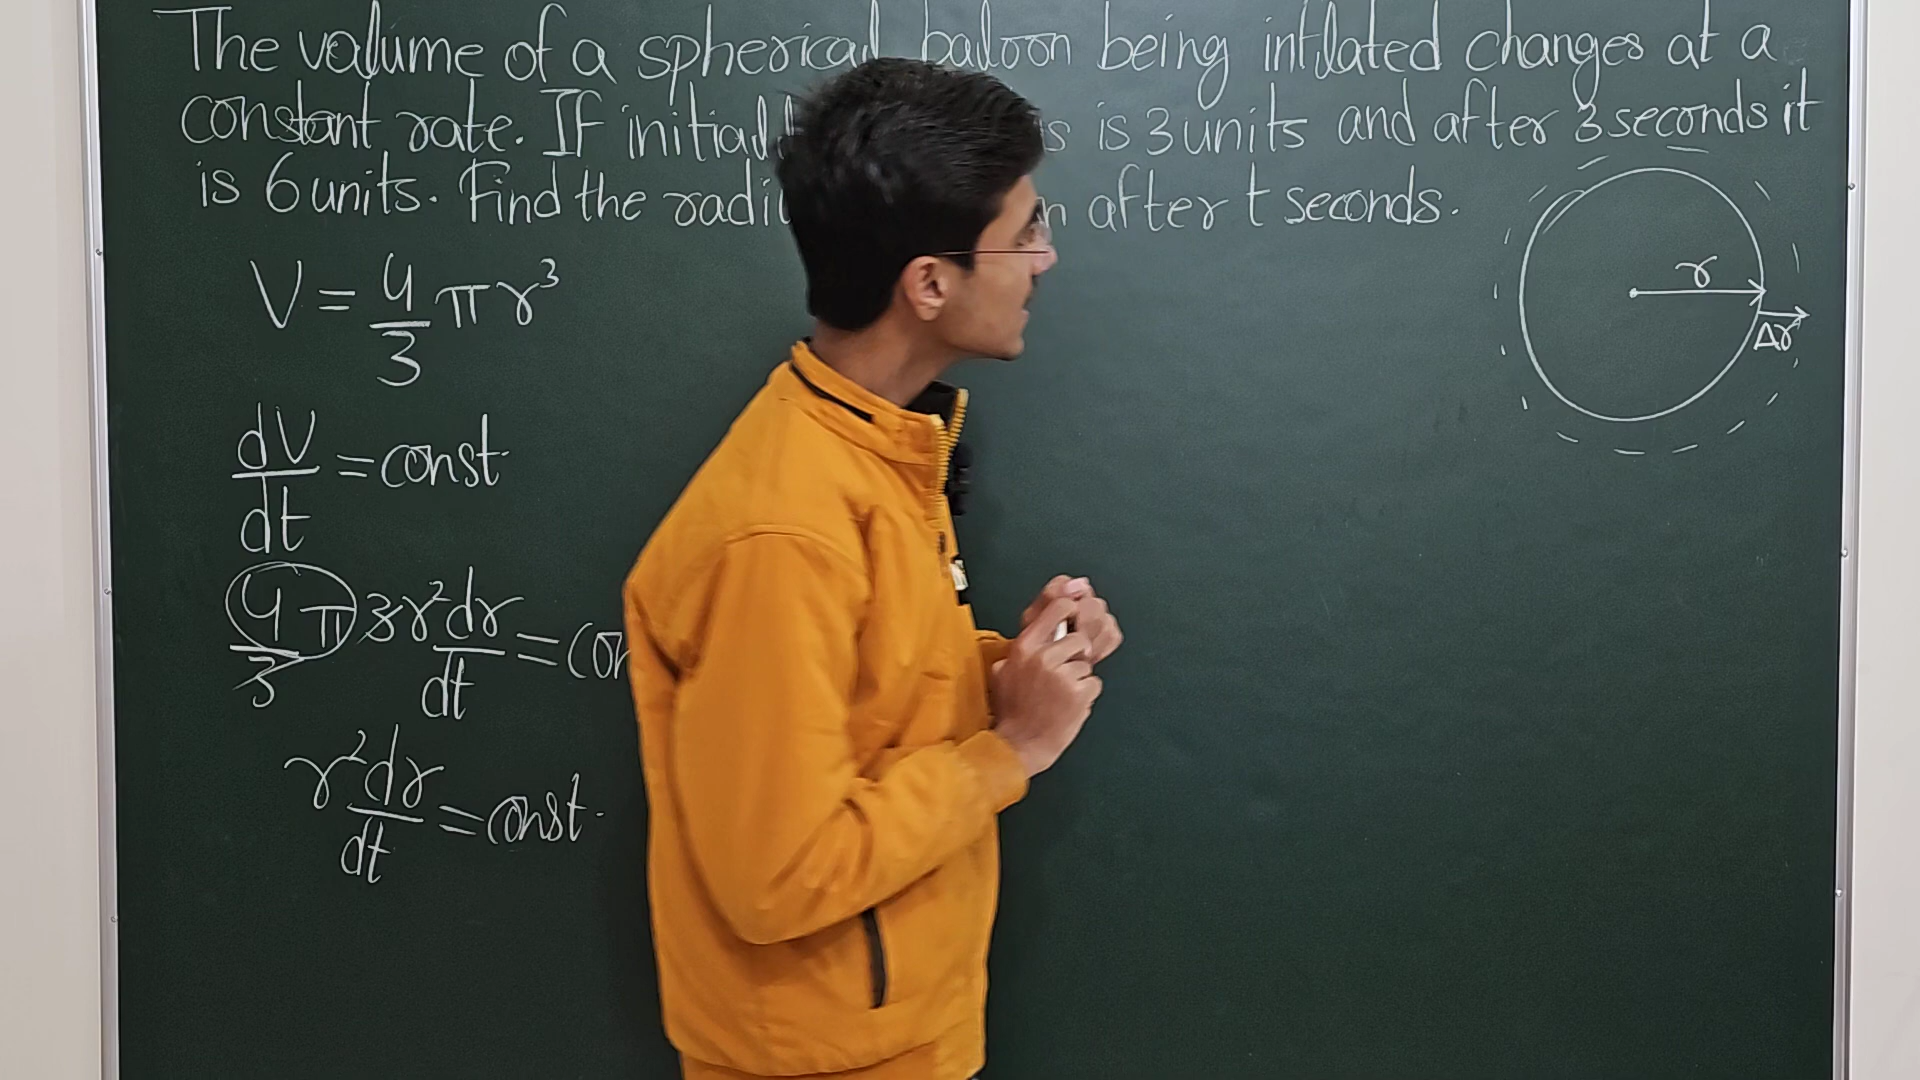 The volume of a spherical baloon being inflated changes at a
constant rate. If initial is 3 units and after 3 seconds it
is 6 units. Find the radi after t seconds.
V = 4/3 πr³
dV/dt = const.
4/3 π 3r² dr/dt = con
r² dr/dt = const.
r
Δr